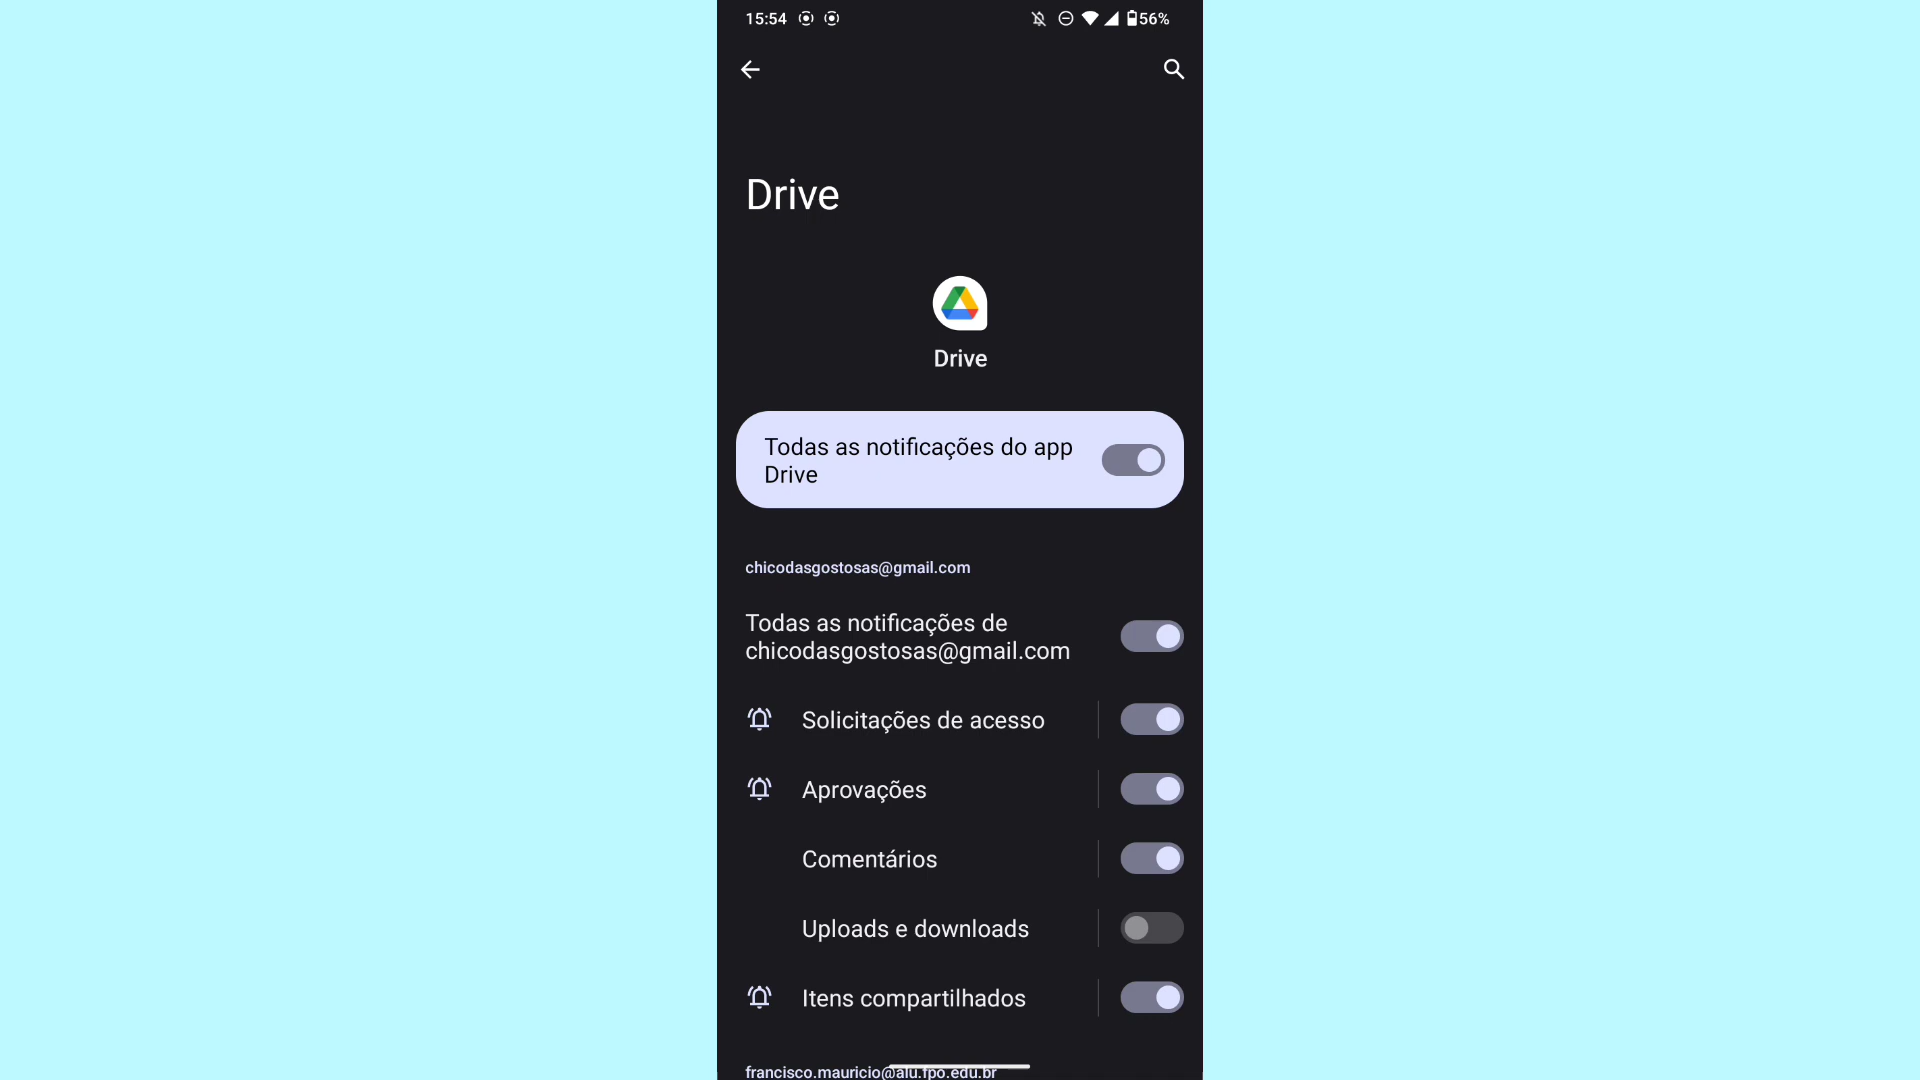 15:54 56%
Drive
Drive
Todas as notificações do app
Drive
chicodasgostosas@gmail.com
Todas as notificações de
chicodasgostosas@gmail.com
Solicitações de acesso
Aprovações
Comentários
Uploads e downloads
Itens compartilhados
francisco.mauricio@alu.fpo.edu.br